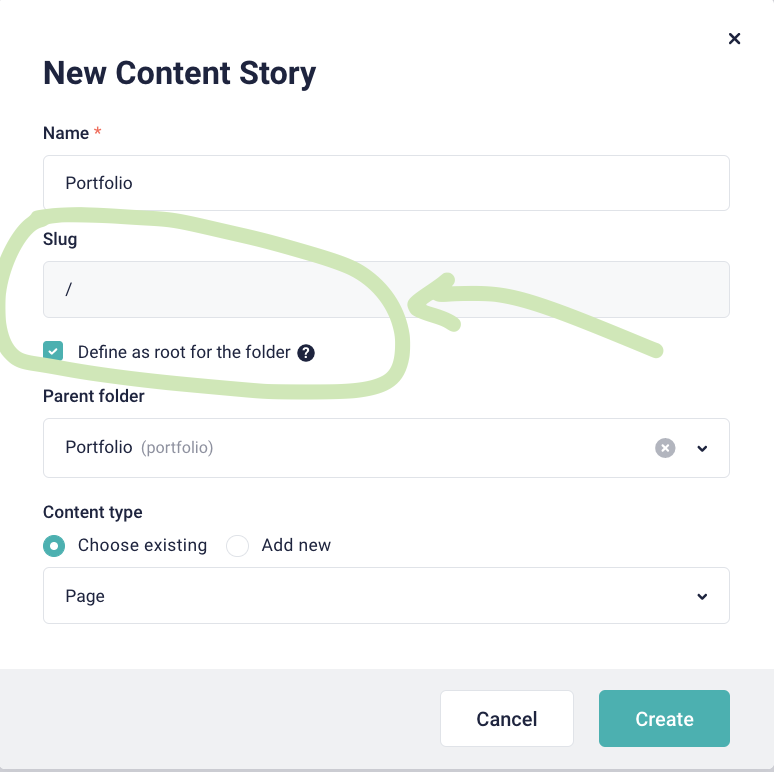 New Content Story
Name *
Portfolio
Slug
/
Define as root for the folder ?
Parent folder
Portfolio (portfolio)
Content type
Choose existing Add new
Page
Cancel Create